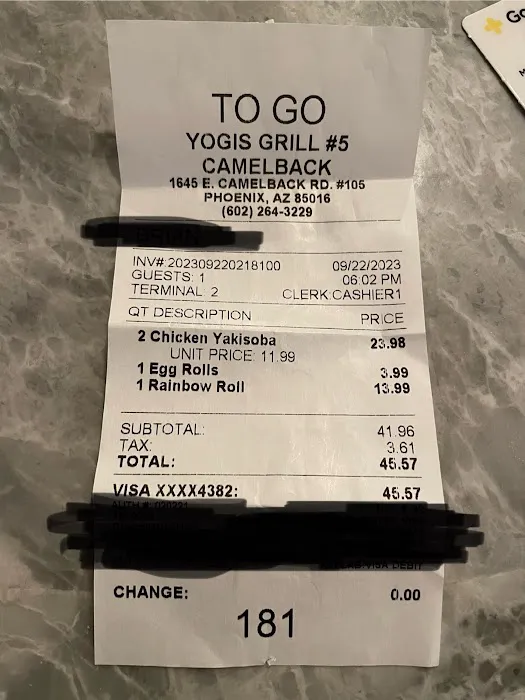 Go
TO GO
YOGIS GRILL #5
CAMELBACK
1645 E. CAMELBACK RD. #105
PHOENIX, AZ 85016
(602) 264-3229
INV#:202309220218100 09/22/2023
GUESTS: 1 06:02 PM
TERMINAL: 2 CLERK:CASHIER1
QT DESCRIPTION PRICE
2 Chicken Yakisoba 23.98
UNIT PRICE: 11.99
1 Egg Rolls 3.99
1 Rainbow Roll 13.99
SUBTOTAL: 41.96
TAX: 3.61
TOTAL: 45.57
VISA XXXX4382: 45.57
VISA DEBIT
CHANGE: 0.00
181